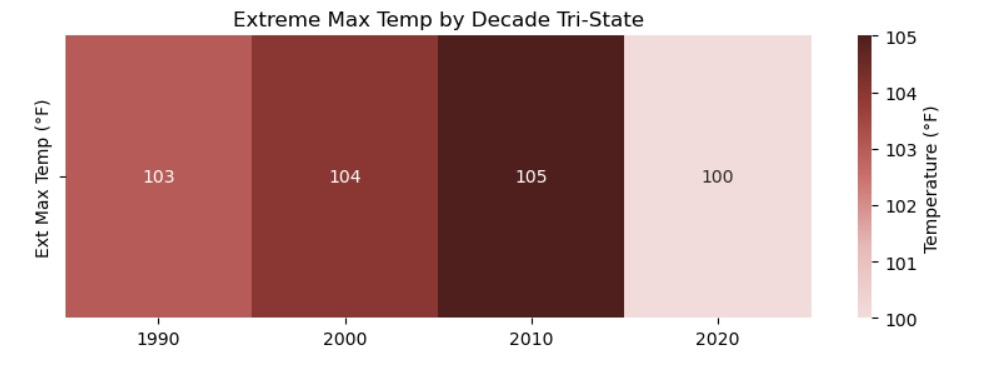 Extreme Max Temp by Decade Tri-State
Ext Max Temp (°F)
103 104 105 100
1990 2000 2010 2020
105
104
103
102
101
100
Temperature (°F)